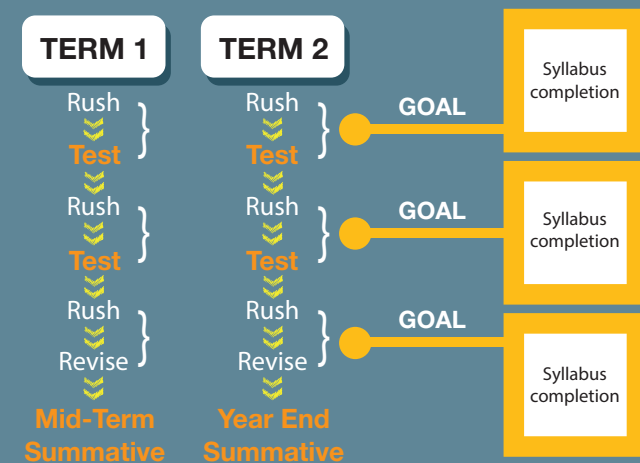 TERM 1
Rush
Test
Rush
Test
Rush
Revise
Mid-Term
Summative
TERM 2
Rush
Test
Rush
Test
Rush
Revise
Year End
Summative
GOAL
Syllabus
completion
GOAL
Syllabus
completion
GOAL
Syllabus
completion